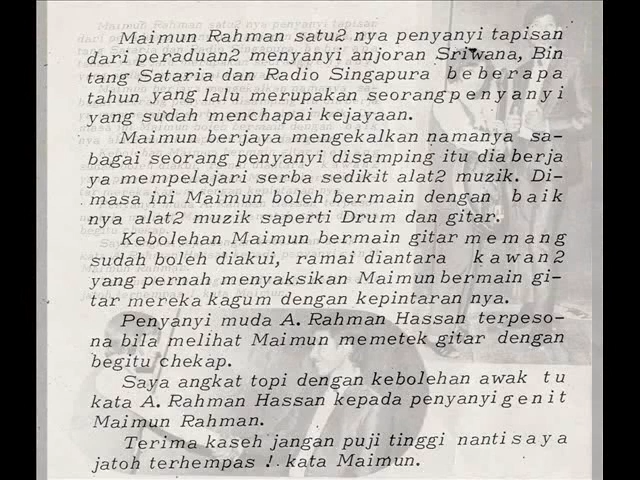 Maimun Rahman satu2 nya penyanyi tapisan
dari peraduan2 menyanyi anjoran Sriwana, Bin
tang Sataria dan Radio Singapura beberapa
tahun yang lalu merupakan seorang penyanyi
yang sudah menchapai kejayaan.
Maimun berjaya mengekalkan namanya sa-
bagai seorang penyanyi disamping itu dia berja
ya mempelajari serba sedikit alat2 muzik. Di-
masa ini Maimun boleh bermain dengan baik
nya alat2 muzik saperti Drum dan gitar.
Kebolehan Maimun bermain gitar memang
sudah boleh diakui, ramai diantara kawan2
yang pernah menyaksikan Maimun bermain gi-
tar mereka kagum dengan kepintaran nya.
Penyanyi muda A. Rahman Hassan terpeso-
na bila melihat Maimun memetek gitar dengan
begitu chekap.
Saya angkat topi dengan kebolehan awak tu
kata A. Rahman Hassan kepada penyanyi genit
Maimun Rahman.
Terima kaseh jangan puji tinggi nanti saya
jatoh terhempas !. kata Maimun.